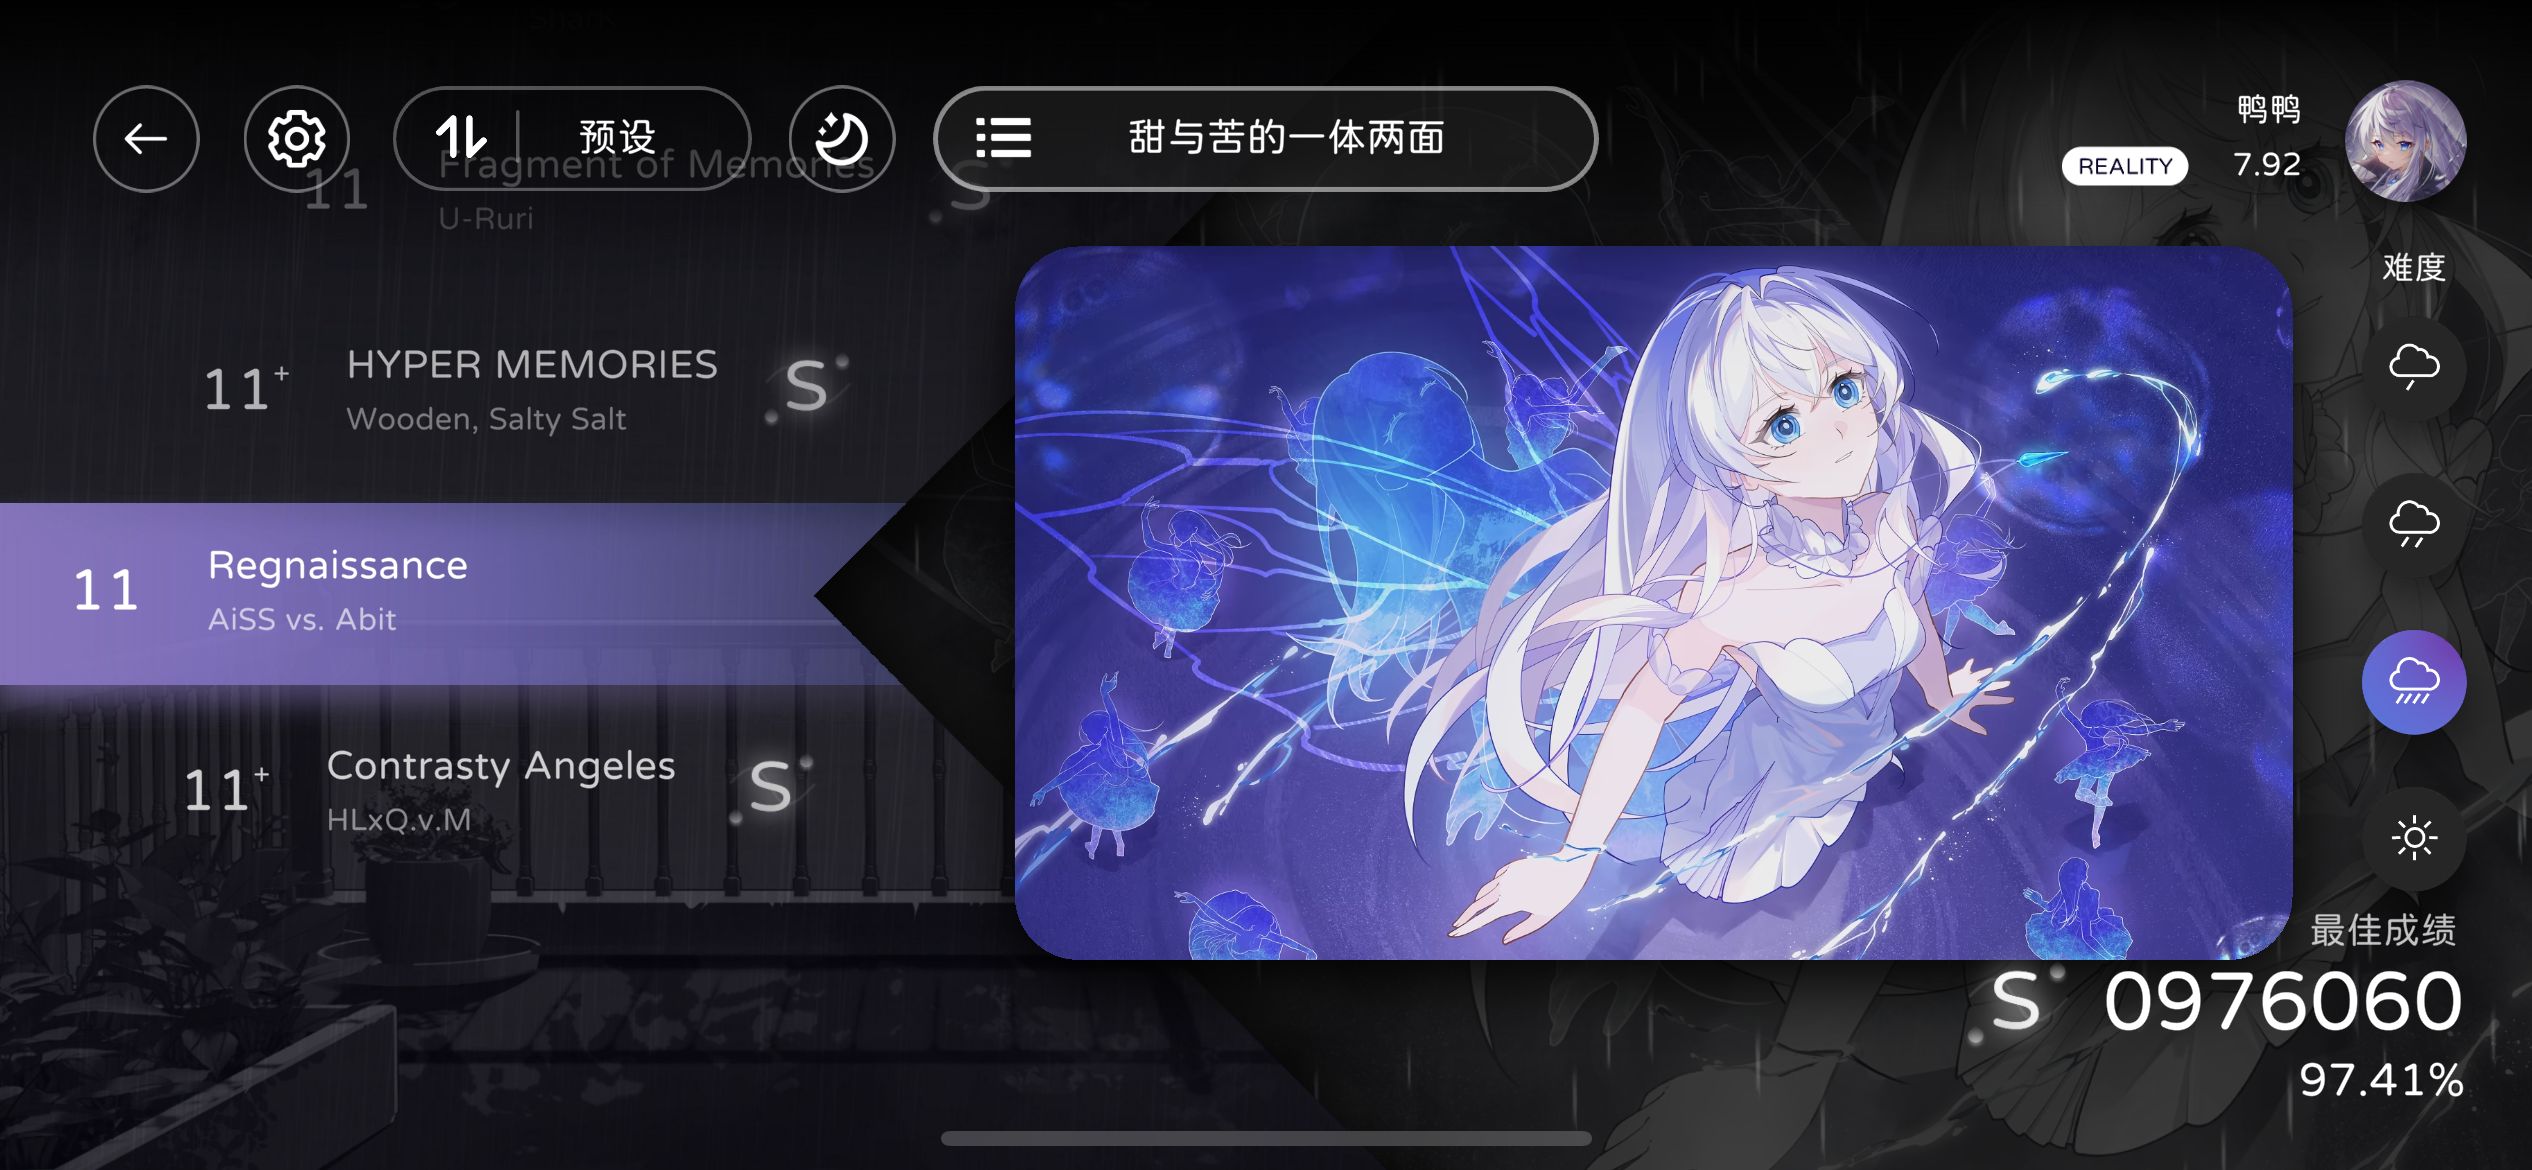 Shark
预设
甜与苦的一体两面
鸭鸭
REALITY 7.92
11 Fragment of Memories S
U-Ruri
难度
11+ HYPER MEMORIES S
Wooden, Salty Salt
11 Regnaissance
AiSS vs. Abit
11+ Contrasty Angeles S
HLxQ.v.M
最佳成绩
S 0976060
97.41%